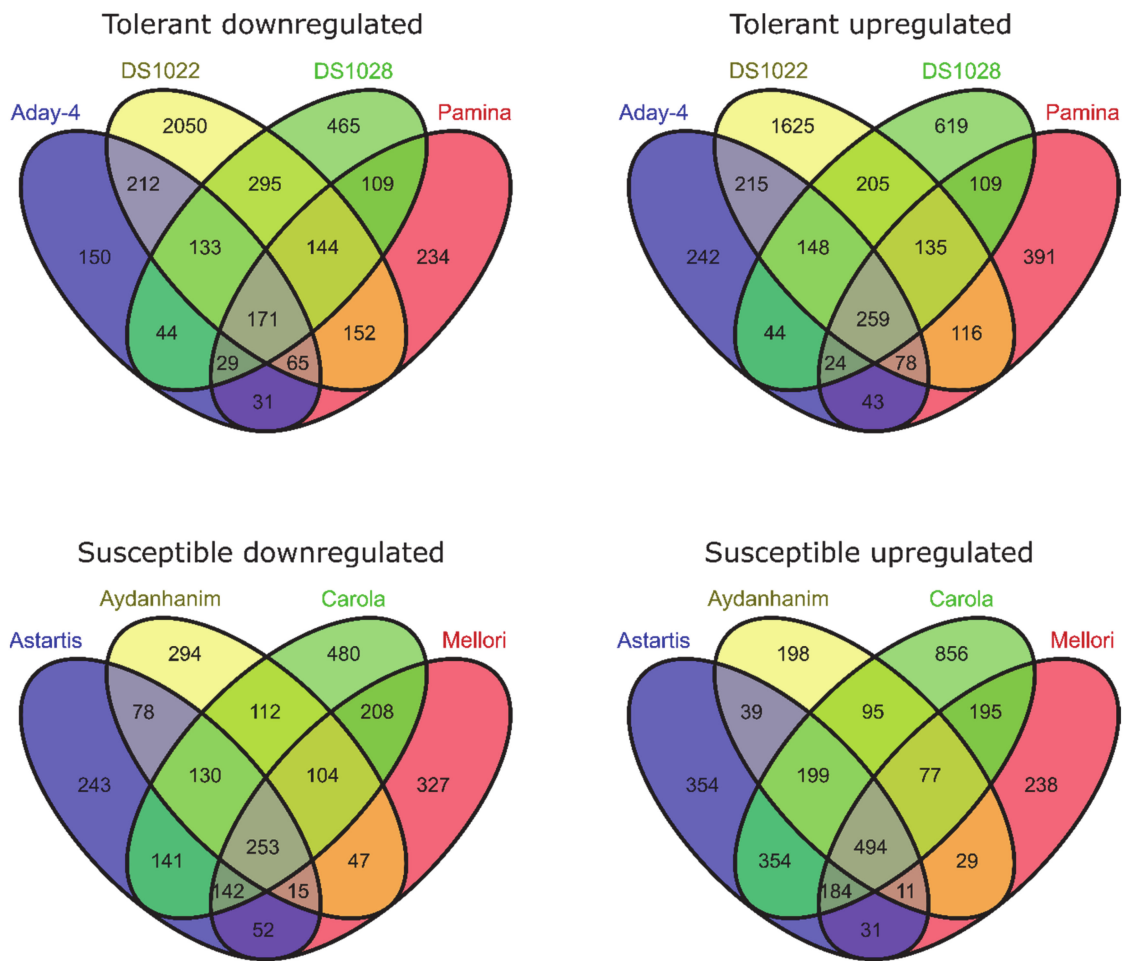 Tolerant downregulated
DS1022 DS1028
Aday-4 Pamina
2050 465
212 295 109
150 133 144 234
44 171 152
29 65
31
Tolerant upregulated
DS1022 DS1028
Aday-4 Pamina
1625 619
215 205 109
242 148 135 391
44 259 116
24 78
43
Susceptible downregulated
Aydanhanim Carola
Astartis Mellori
294 480
78 112 208
243 130 104 327
141 253 47
142 15
52
Susceptible upregulated
Aydanhanim Carola
Astartis Mellori
198 856
39 95 195
354 199 77 238
354 494 29
184 11
31